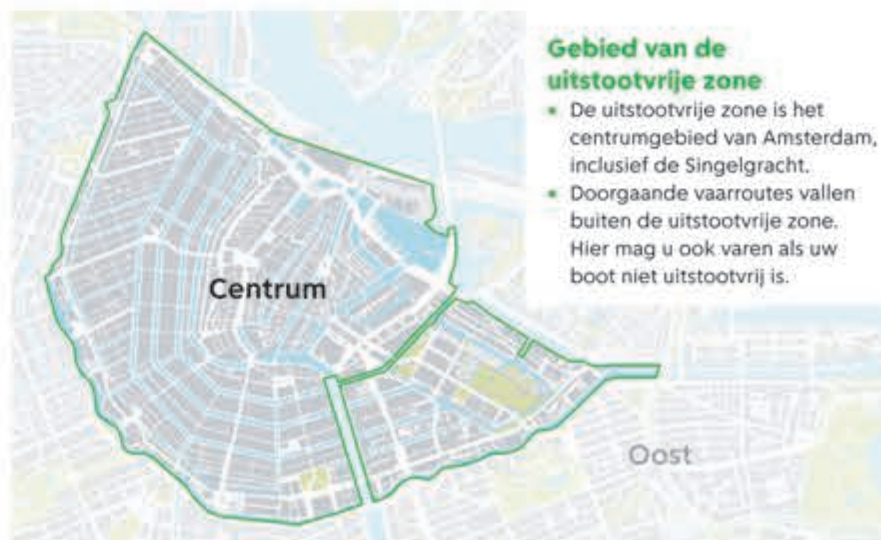 Gebied van de
uitstootvrije zone
• De uitstootvrije zone is het
centrumgebied van Amsterdam,
inclusief de Singelgracht.
• Doorgaande vaarroutes vallen
buiten de uitstootvrije zone.
Hier mag u ook varen als uw
boot niet uitstootvrij is.
Centrum
Oost